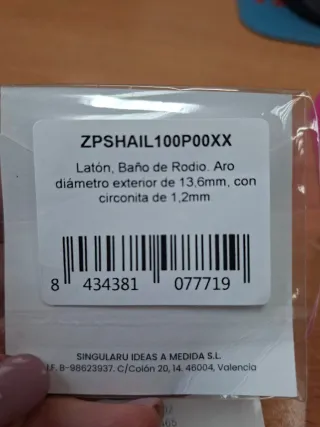 ZPSHAIL100P00XX
Latón, Baño de Rodio. Aro
diámetro exterior de 13,6mm, con
circonita de 1,2mm
8 434381 077719
SINGULARU IDEAS A MEDIDA S.L.
I.F. B-98623937. C/Colón 20, 14. 46004, Valencia